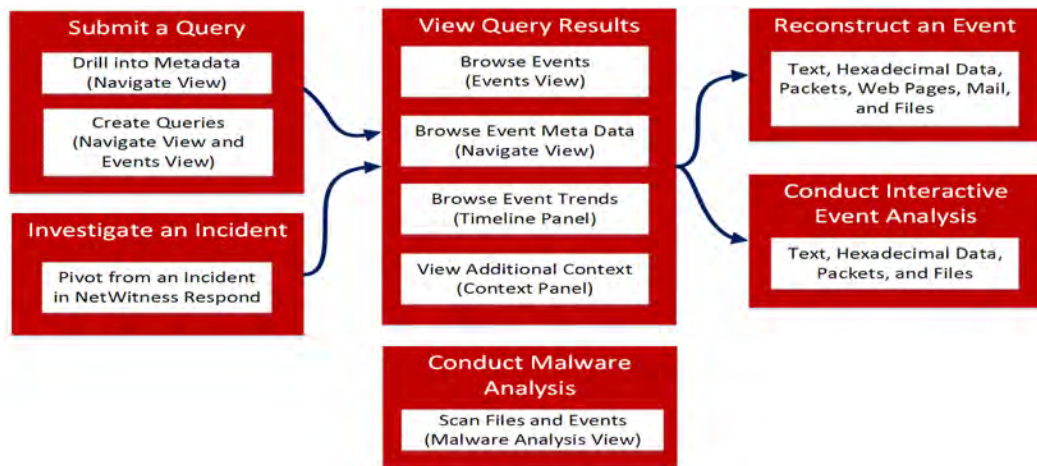 Submit a Query
Drill into Metadata
(Navigate View)
Create Queries
(Navigate View and
Events View)
Investigate an Incident
Pivot from an Incident
in NetWitness Respond
View Query Results
Browse Events
(Events View)
Browse Event Meta Data
(Navigate View)
Browse Event Trends
(Timeline Panel)
View Additional Context
(Context Panel)
Conduct Malware
Analysis
Scan Files and Events
(Malware Analysis View)
Reconstruct an Event
Text, Hexadecimal Data,
Packets, Web Pages, Mail,
and Files
Conduct Interactive
Event Analysis
Text, Hexadecimal Data,
Packets, and Files